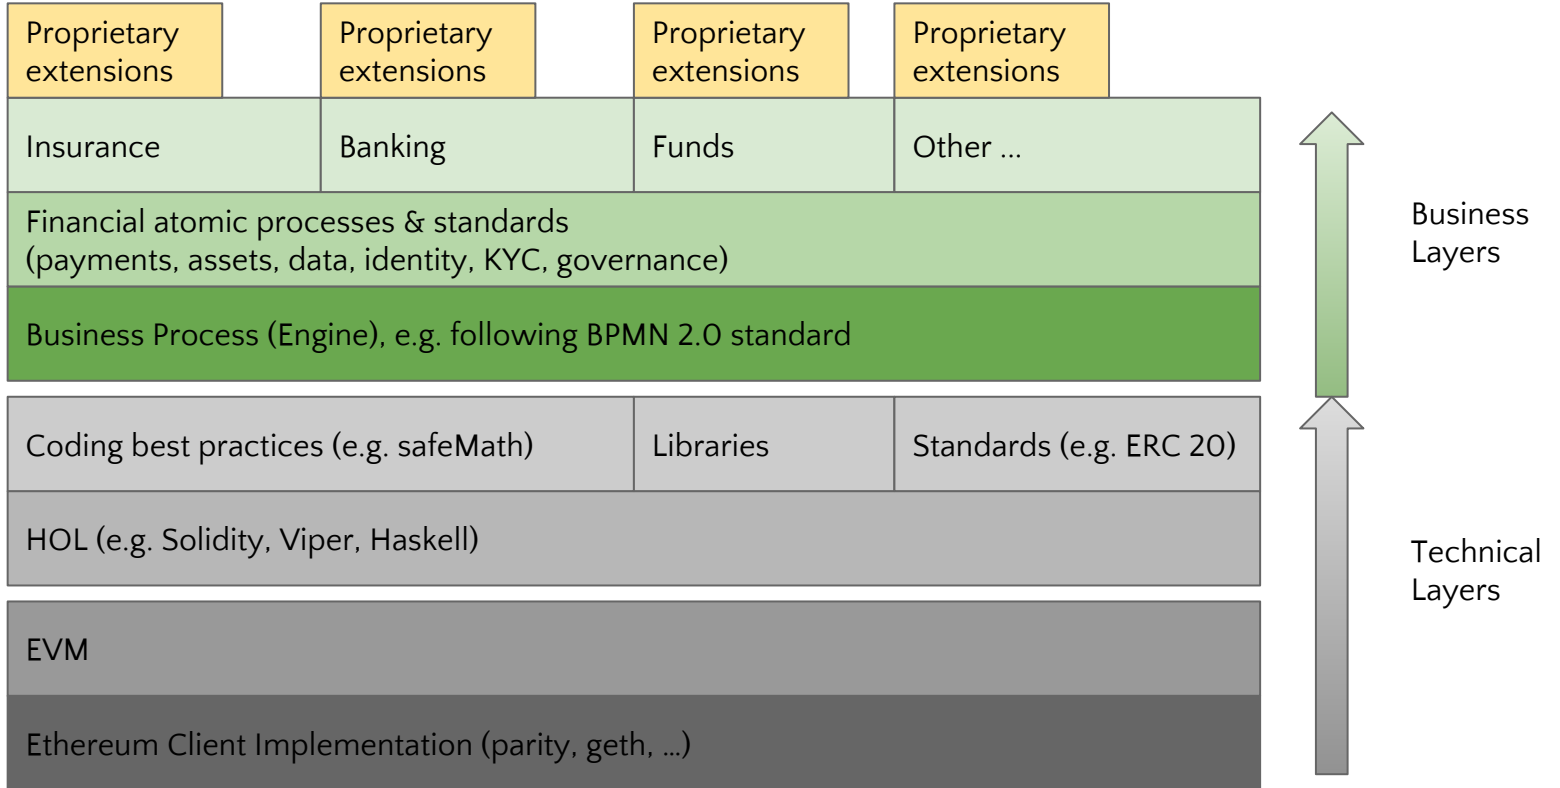 Proprietary
extensions
Proprietary
extensions
Proprietary
extensions
Proprietary
extensions
Insurance
Banking
Funds
Other ...
Financial atomic processes & standards
(payments, assets, data, identity, KYC, governance)
Business Process (Engine), e.g. following BPMN 2.0 standard
Business
Layers
Coding best practices (e.g. safeMath)
Libraries
Standards (e.g. ERC 20)
HOL (e.g. Solidity, Viper, Haskell)
EVM
Ethereum Client Implementation (parity, geth, …)
Technical
Layers